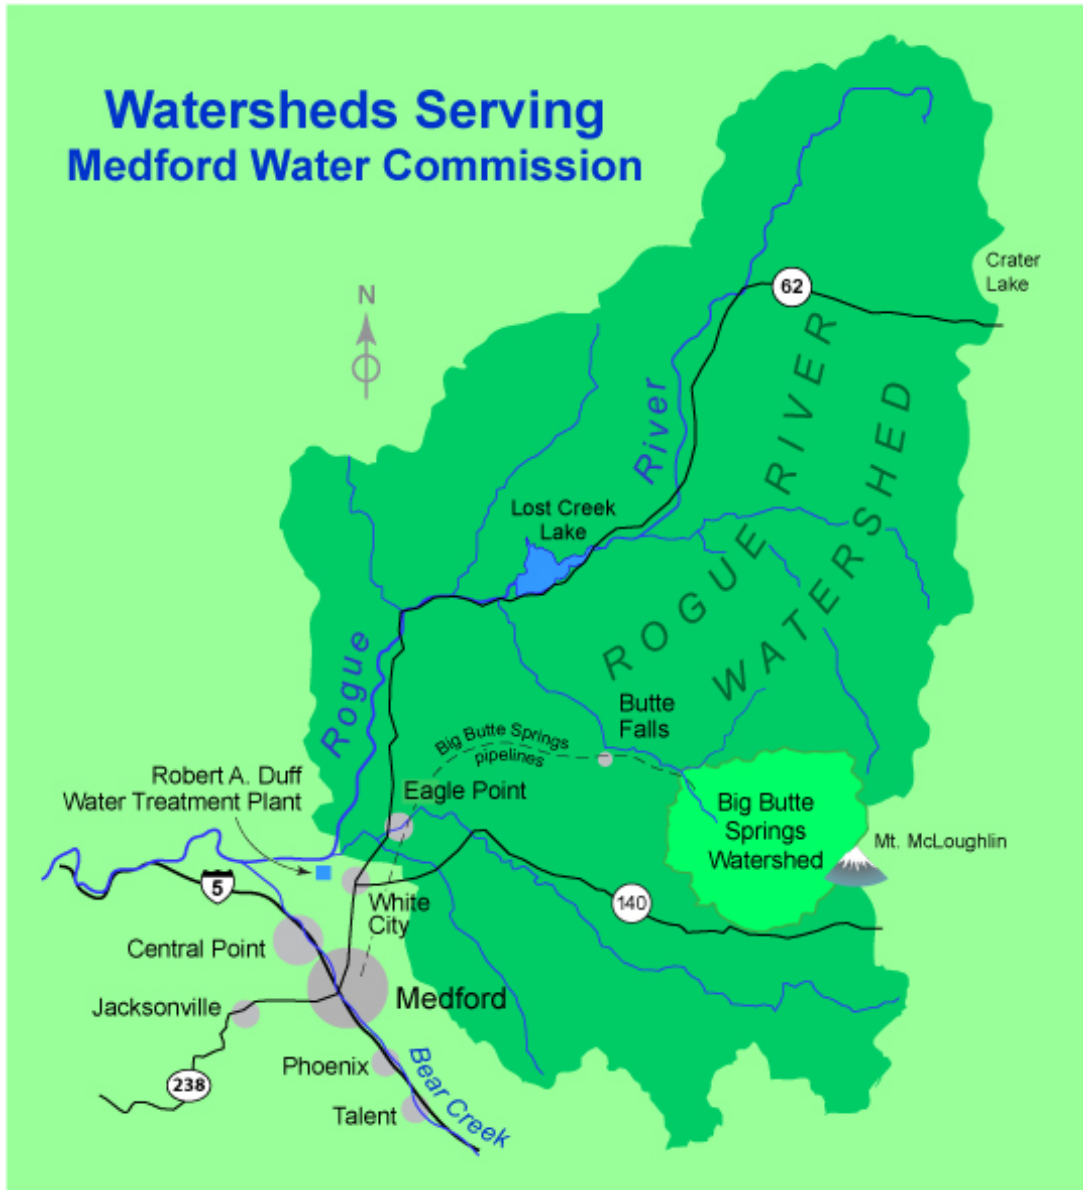 Watersheds Serving
Medford Water Commission
N
Crater
Lake
62
River
ROGUE RIVER
WATERSHED
Lost Creek
Lake
Rogue
Butte
Falls
Big Butte Springs
pipelines
Robert A. Duff
Water Treatment Plant
Eagle Point
Big Butte
Springs
Watershed
Mt. McLoughlin
5
White
City
140
Central Point
Medford
Jacksonville
Phoenix
Bear Creek
238
Talent